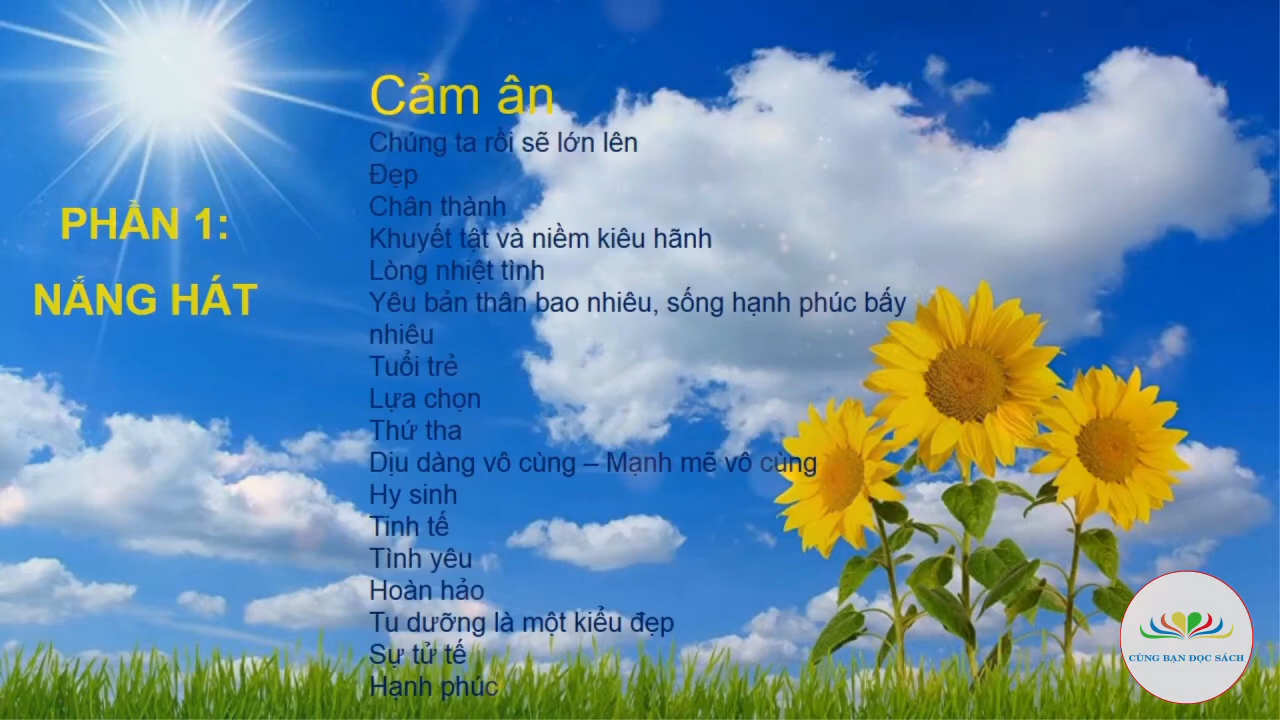 PHẦN 1:
NẮNG HÁT
Cảm ân
Chúng ta rồi sẽ lớn lên
Đẹp
Chân thành
Khuyết tật và niềm kiêu hãnh
Lòng nhiệt tình
Yêu bản thân bao nhiêu, sống hạnh phúc bấy
nhiêu
Tuổi trẻ
Lựa chọn
Thứ tha
Dịu dàng vô cùng – Mạnh mẽ vô cùng
Hy sinh
Tinh tế
Tình yêu
Hoàn hảo
Tu dưỡng là một kiểu đẹp
Sự tử tế
Hạnh phúc
CÙNG BẠN ĐỌC SÁCH